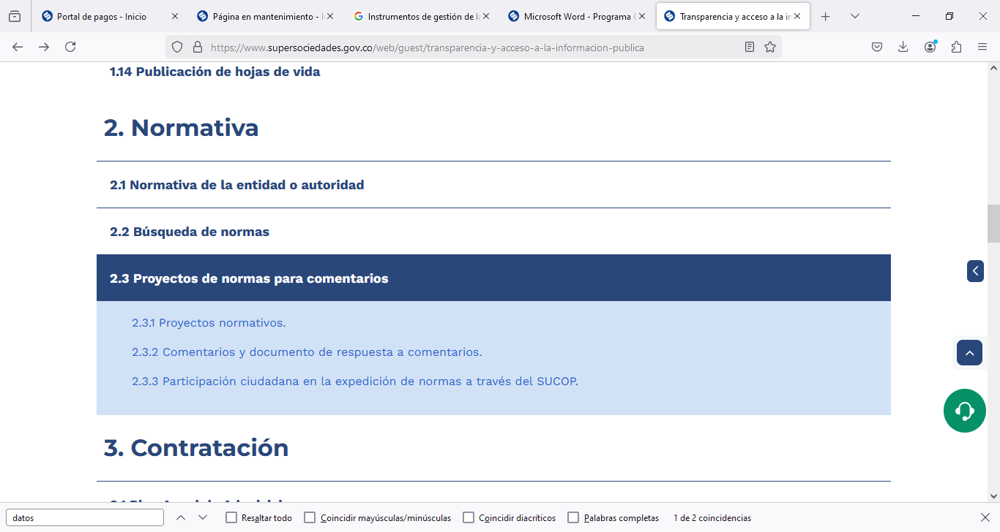 Portal de pagos - Inicio
Página en mantenimiento - I
Instrumentos de gestión de la
Microsoft Word - Programa
Transparencia y acceso a la in
https://www.supersociedades.gov.co/web/guest/transparencia-y-acceso-a-la-informacion-publica
1.14 Publicación de hojas de vida
2. Normativa
2.1 Normativa de la entidad o autoridad
2.2 Búsqueda de normas
2.3 Proyectos de normas para comentarios
2.3.1 Proyectos normativos.
2.3.2 Comentarios y documento de respuesta a comentarios.
2.3.3 Participación ciudadana en la expedición de normas a través del SUCOP.
3. Contratación
datos
Resaltar todo
Coincidir mayúsculas/minúsculas
Coincidir diacríticos
Palabras completas
1 de 2 coincidencias